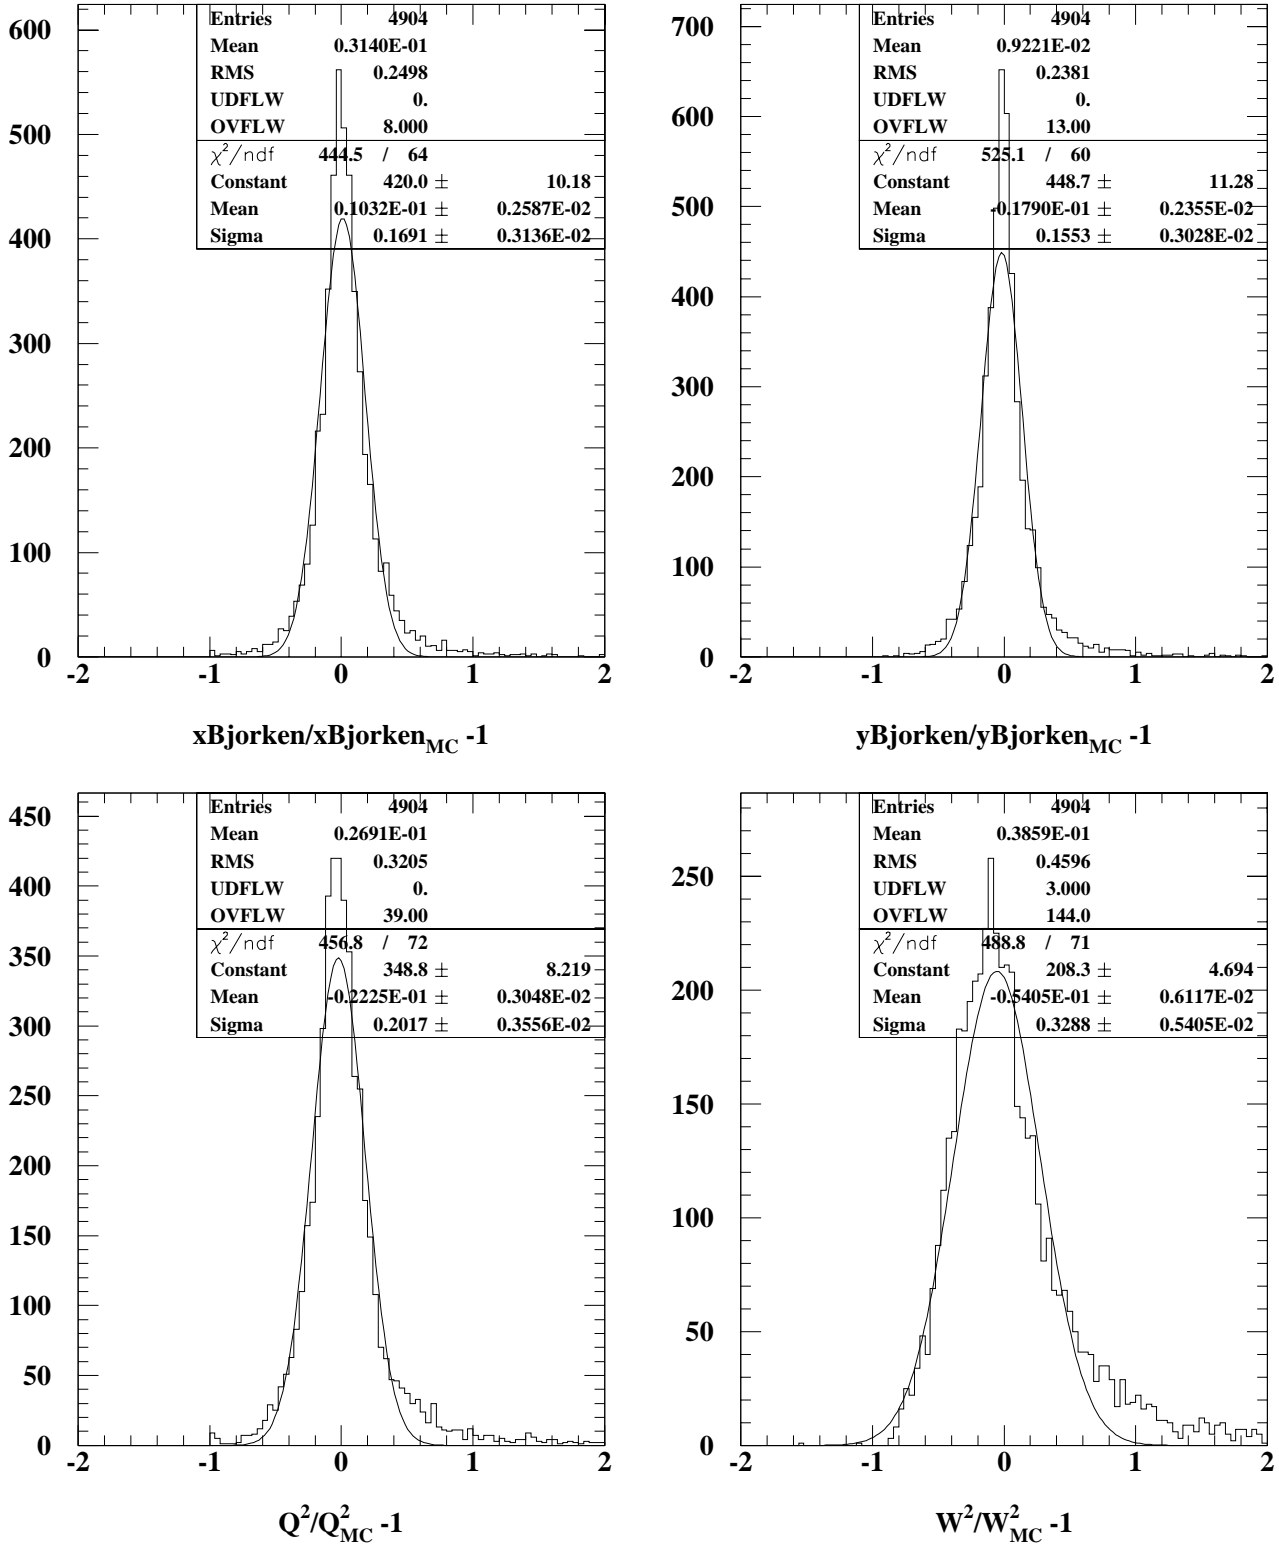 600
500
400
300
200
100
0
-2 -1 0 1 2
Entries 4904
Mean 0.3140E-01
RMS 0.2498
UDFLW 0.
OVFLW 8.000
χ²/ndf 444.5 / 64
Constant 420.0 ± 10.18
Mean 0.1032E-01 ± 0.2587E-02
Sigma 0.1691 ± 0.3136E-02
xBjorken/xBjorken_MC -1
700
600
500
400
300
200
100
0
-2 -1 0 1 2
Entries 4904
Mean 0.9221E-02
RMS 0.2381
UDFLW 0.
OVFLW 13.00
χ²/ndf 525.1 / 60
Constant 448.7 ± 11.28
Mean -0.1790E-01 ± 0.2355E-02
Sigma 0.1553 ± 0.3028E-02
yBjorken/yBjorken_MC -1
450
400
350
300
250
200
150
100
50
0
-2 -1 0 1 2
Entries 4904
Mean 0.2691E-01
RMS 0.3205
UDFLW 0.
OVFLW 39.00
χ²/ndf 456.8 / 72
Constant 348.8 ± 8.219
Mean -0.2225E-01 ± 0.3048E-02
Sigma 0.2017 ± 0.3556E-02
Q²/Q²_MC -1
250
200
150
100
50
0
-2 -1 0 1 2
Entries 4904
Mean 0.3859E-01
RMS 0.4596
UDFLW 3.000
OVFLW 144.0
χ²/ndf 488.8 / 71
Constant 208.3 ± 4.694
Mean -0.5405E-01 ± 0.6117E-02
Sigma 0.3288 ± 0.5405E-02
W²/W²_MC -1